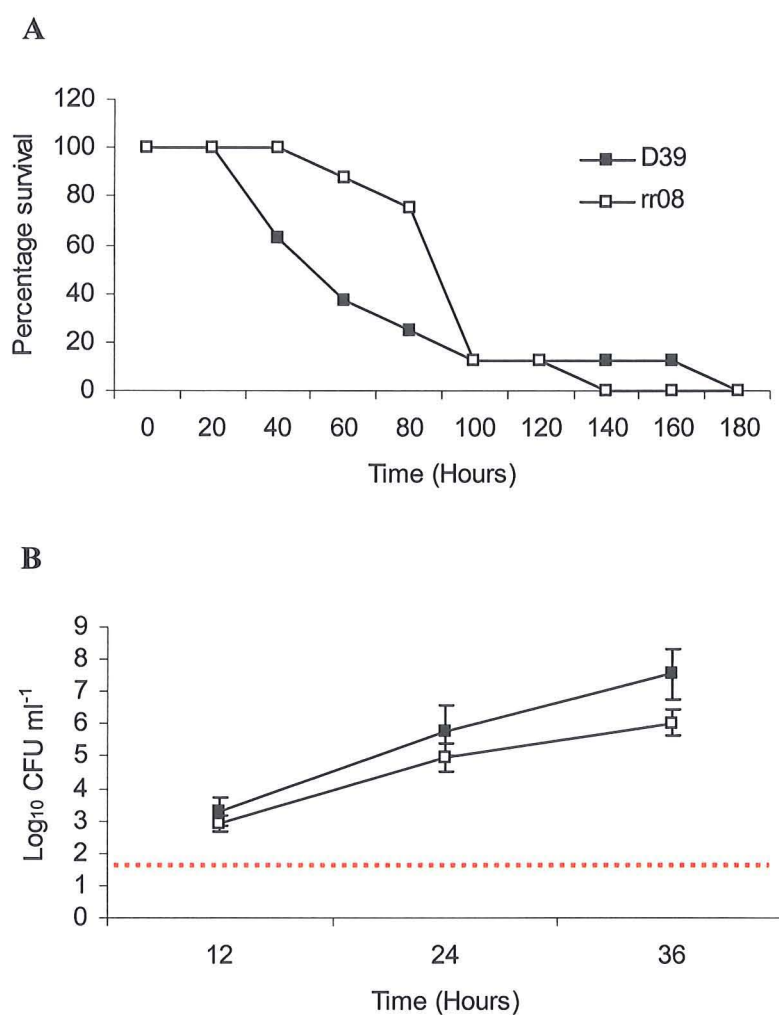 A
120
100
80
60
40
20
0
Percentage survival
D39
rr08
0 20 40 60 80 100 120 140 160 180
Time (Hours)
B
9
8
7
6
5
4
3
2
1
0
Log₁₀ CFU ml⁻¹
12 24 36
Time (Hours)